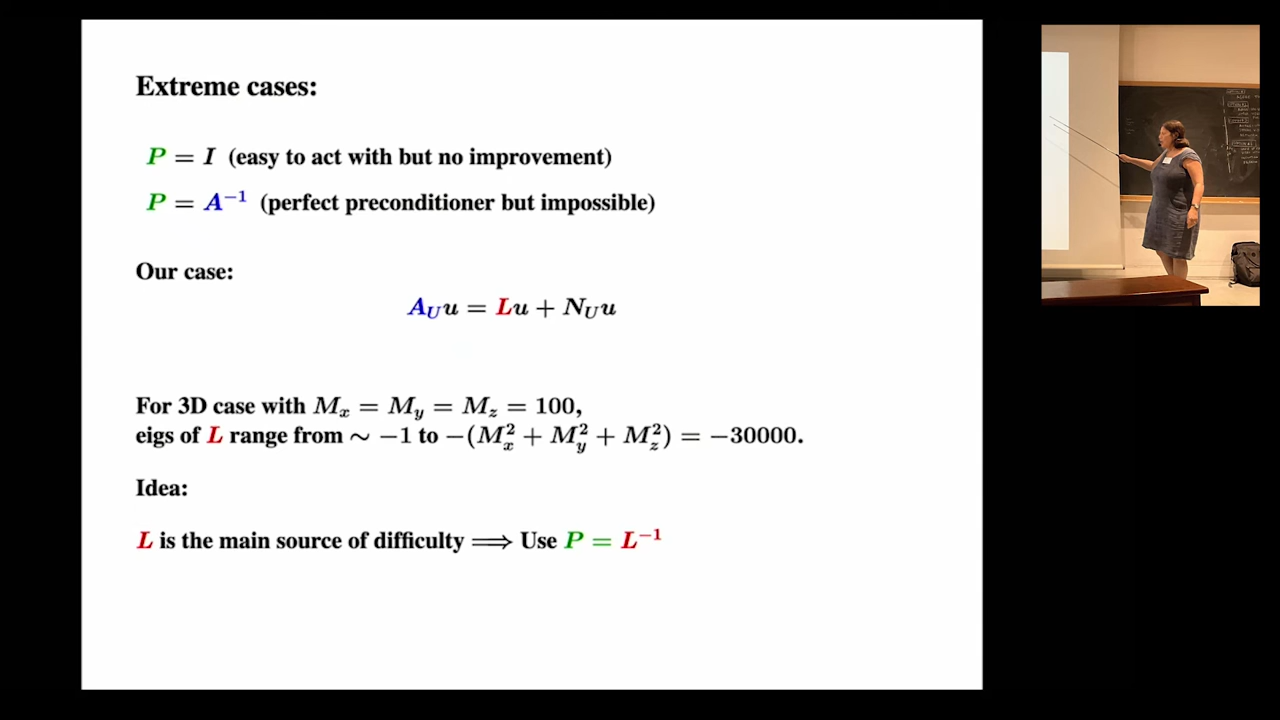 Extreme cases:
P = I (easy to act with but no improvement)
P = A⁻¹ (perfect preconditioner but impossible)
Our case:
A_U u = Lu + N_U u
For 3D case with M_x = M_y = M_z = 100,
eigs of L range from ∼ −1 to −(M_x² + M_y² + M_z²) = −30000.
Idea:
L is the main source of difficulty ⟹ Use P = L⁻¹